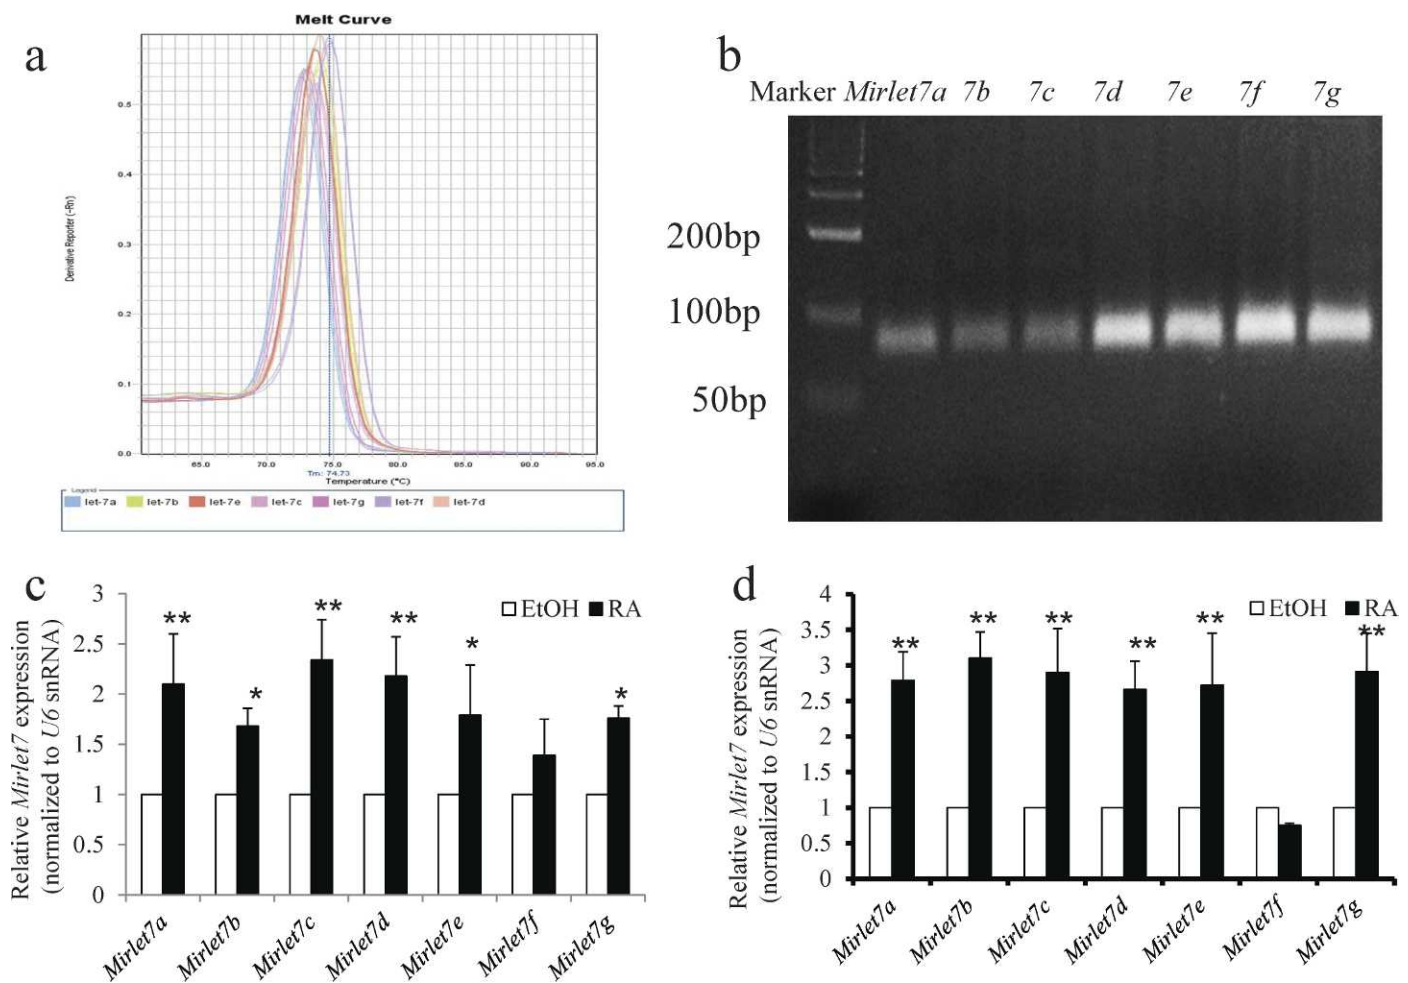 a
Melt Curve
Derivative Reporter (-Rn)
0.5
0.4
0.3
0.2
0.1
0.0
65.0 70.0 75.0 80.0 85.0 90.0 95.0
Tm: 74.73
Temperature (°C)
Legend
let-7a let-7b let-7e let-7c let-7g let-7f let-7d
b
Marker Mirlet7a 7b 7c 7d 7e 7f 7g
200bp
100bp
50bp
c
Relative Mirlet7 expression
(normalized to U6 snRNA)
3
2.5
2
1.5
1
0.5
0
EtOH RA
** * ** ** * *
Mirlet7a Mirlet7b Mirlet7c Mirlet7d Mirlet7e Mirlet7f Mirlet7g
d
Relative Mirlet7 expression
(normalized to U6 snRNA)
4
3.5
3
2.5
2
1.5
1
0.5
0
EtOH RA
** ** ** ** ** **
Mirlet7a Mirlet7b Mirlet7c Mirlet7d Mirlet7e Mirlet7f Mirlet7g